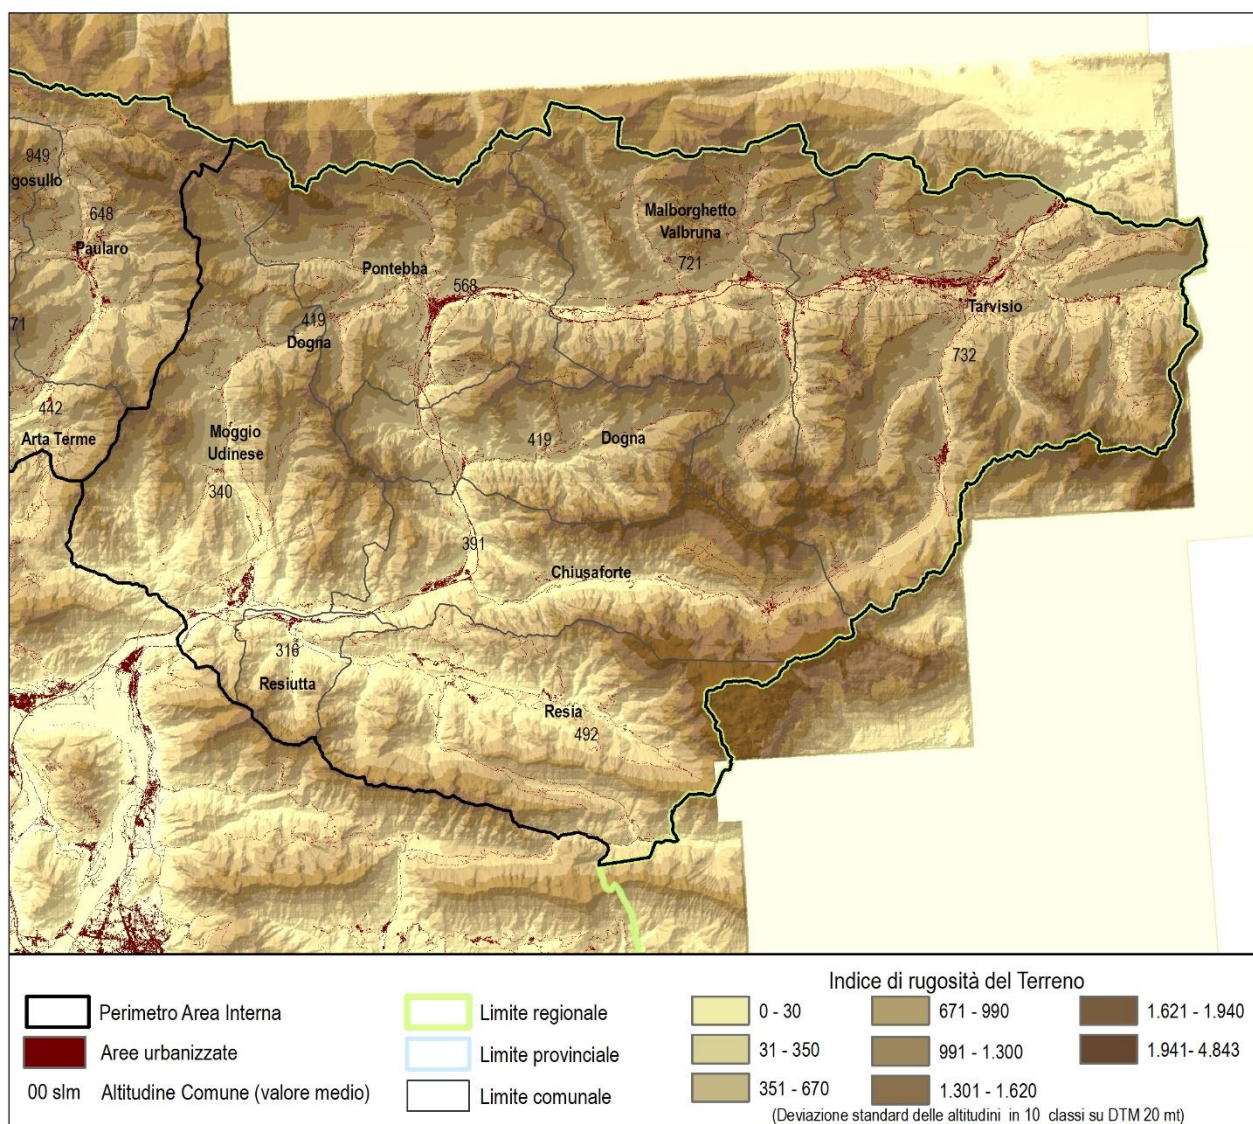 949
gosullo
648
Paularo
Malborghetto
Valbruna
721
Pontebba
568
Tarvisio
71
419
Dogna
732
442
Arta Terme
Moggio
Udinese
419
Dogna
340
391
Chiusaforte
316
Resiutta
Resia
492
Indice di rugosità del Terreno
Perimetro Area Interna
Aree urbanizzate
00 slm Altitudine Comune (valore medio)
Limite regionale
Limite provinciale
Limite comunale
0 - 30
31 - 350
351 - 670
671 - 990
991 - 1.300
1.301 - 1.620
1.621 - 1.940
1.941- 4.843
(Deviazione standard delle altitudini in 10 classi su DTM 20 mt)